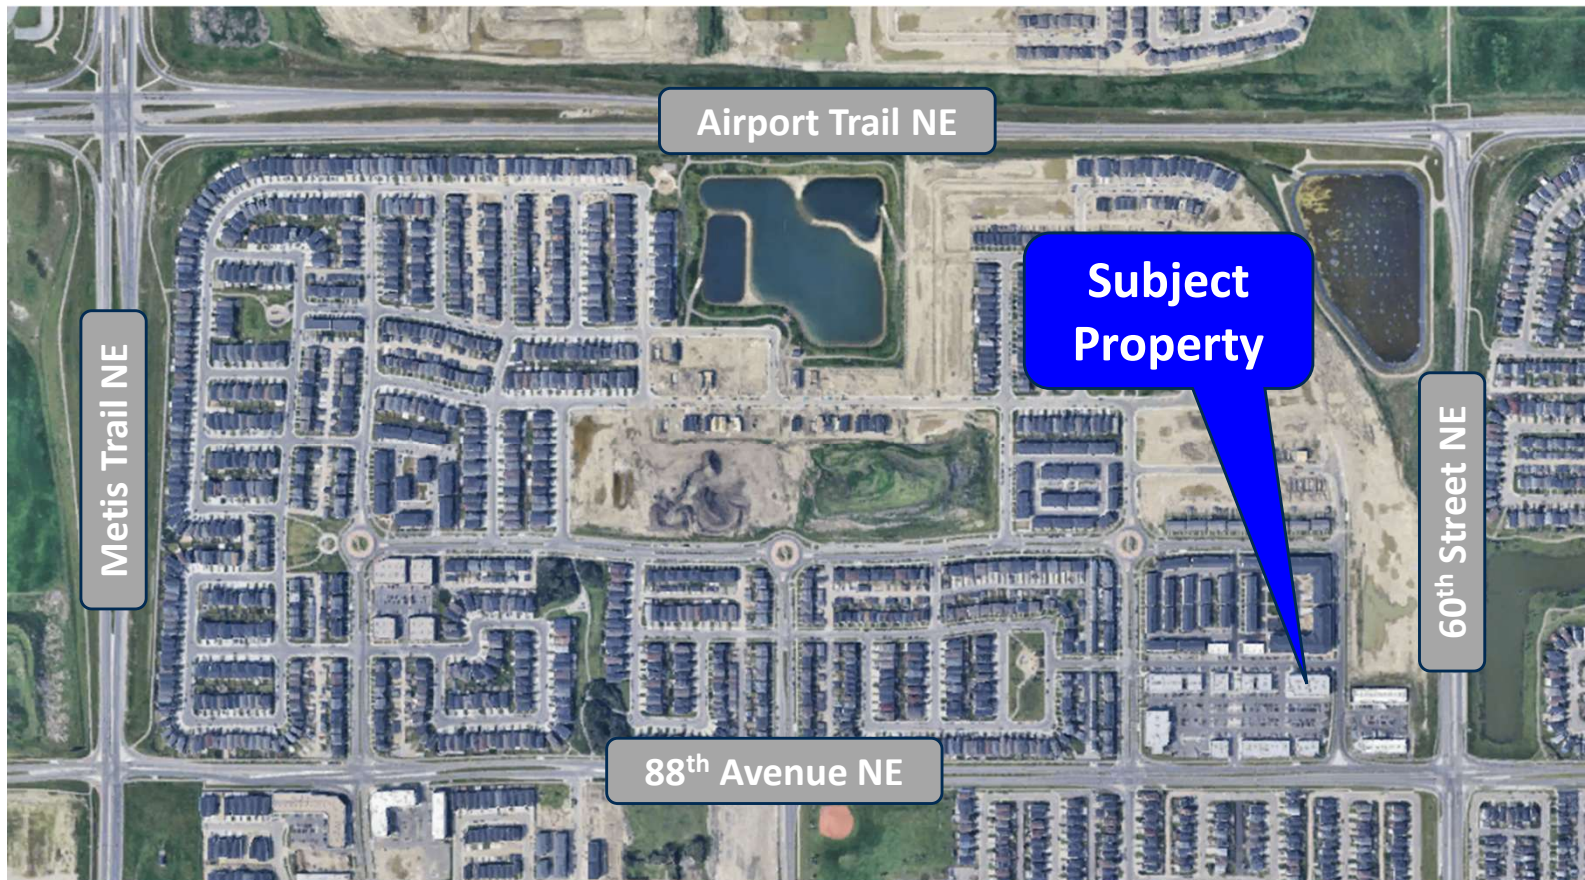 Airport Trail NE
Subject
Property
Metis Trail NE
60th Street NE
88th Avenue NE